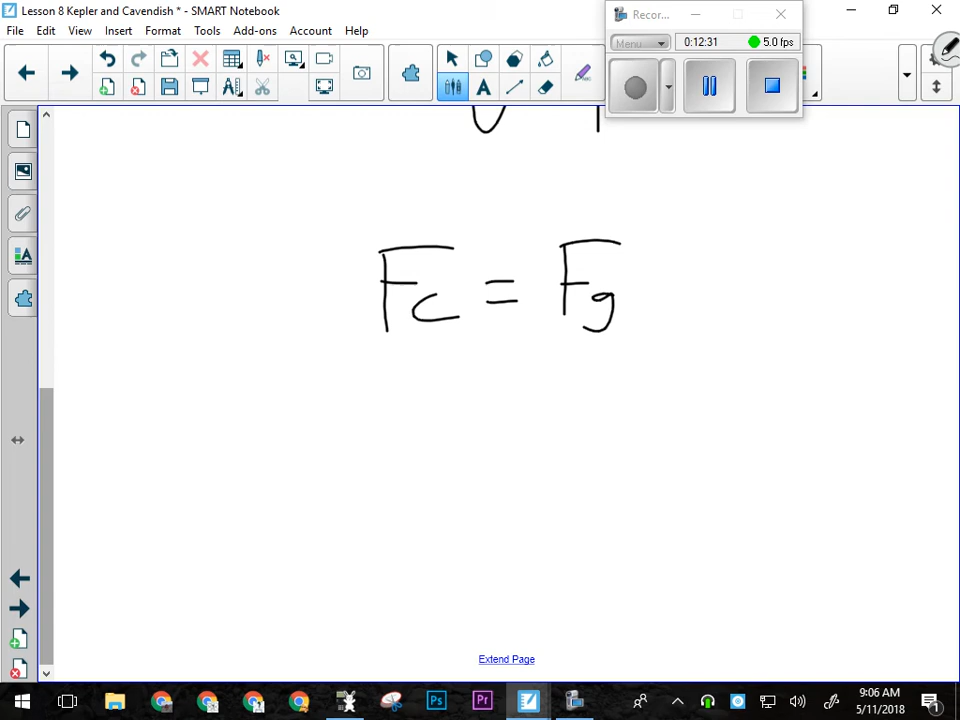 Lesson 8 Kepler and Cavendish * - SMART Notebook
Recor...
File Edit View Insert Format Tools Add-ons Account Help
Menu 0:12:31 5.0 fps
Fc = Fg
Extend Page
9:06 AM
5/11/2018